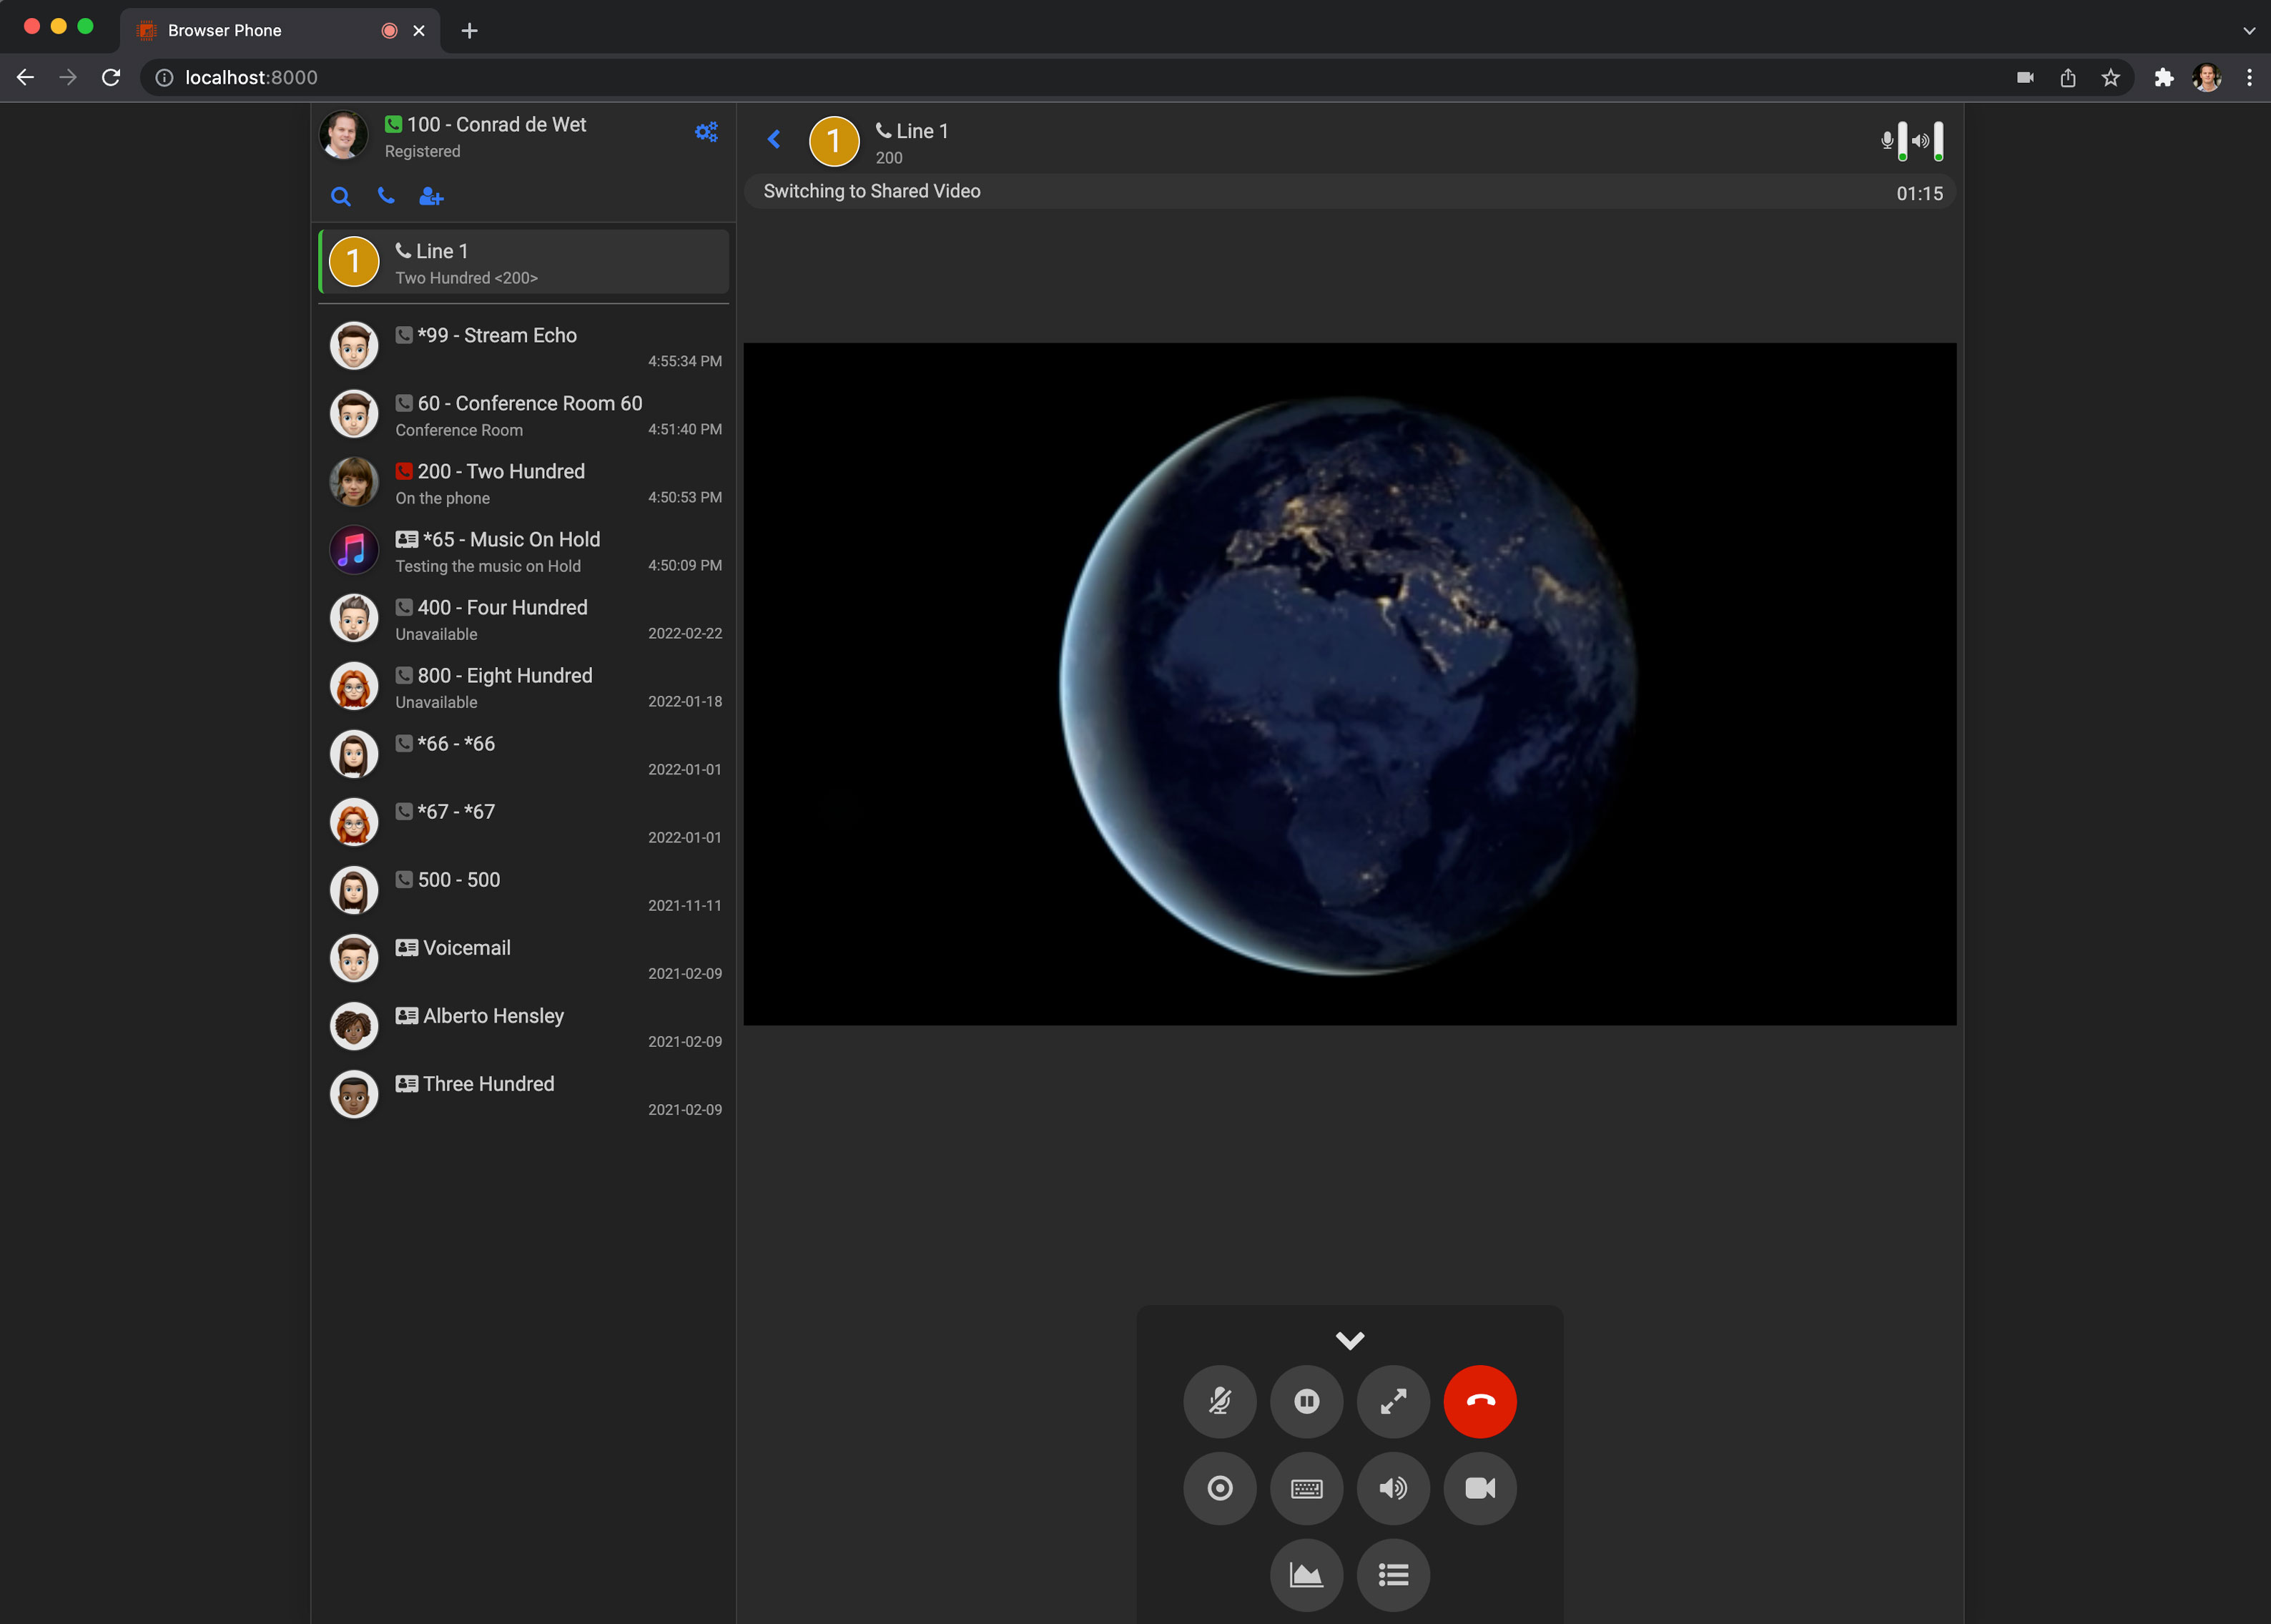 Browser Phone
localhost:8000
100 - Conrad de Wet
Registered
1
Line 1
Two Hundred <200>
*99 - Stream Echo
4:55:34 PM
60 - Conference Room 60
Conference Room
4:51:40 PM
200 - Two Hundred
On the phone
4:50:53 PM
*65 - Music On Hold
Testing the music on Hold
4:50:09 PM
400 - Four Hundred
Unavailable
2022-02-22
800 - Eight Hundred
Unavailable
2022-01-18
*66 - *66
2022-01-01
*67 - *67
2022-01-01
500 - 500
2021-11-11
Voicemail
2021-02-09
Alberto Hensley
2021-02-09
Three Hundred
2021-02-09
1
Line 1
200
Switching to Shared Video
01:15